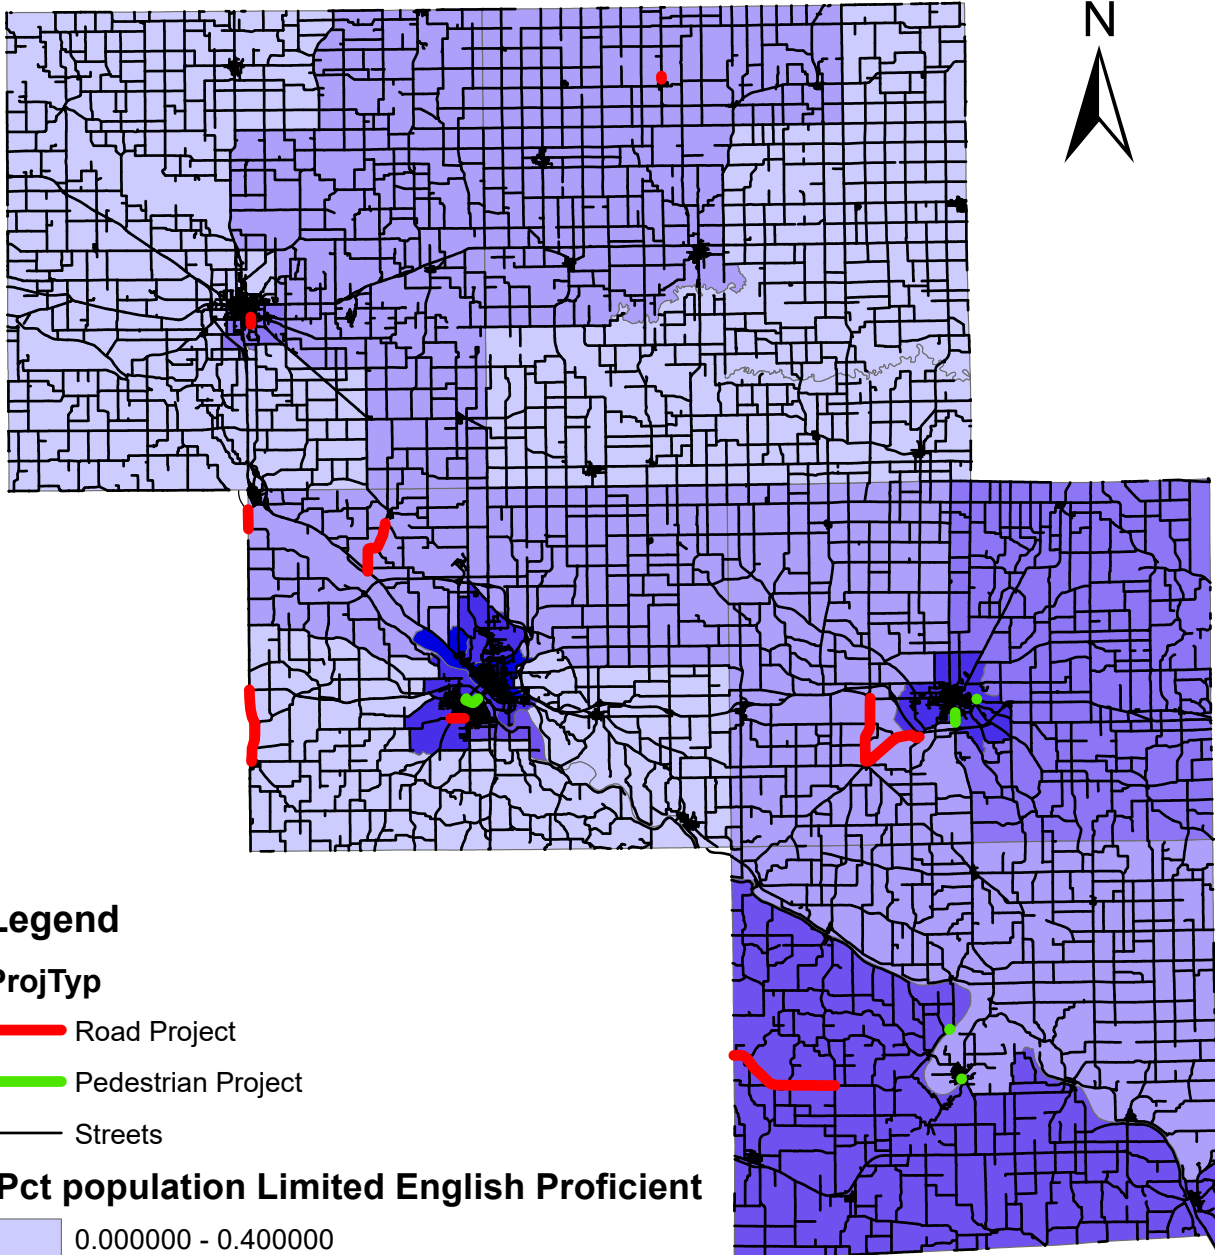 N
Legend
ProjTyp
Road Project
Pedestrian Project
Streets
Pct population Limited English Proficient
0.000000 - 0.400000